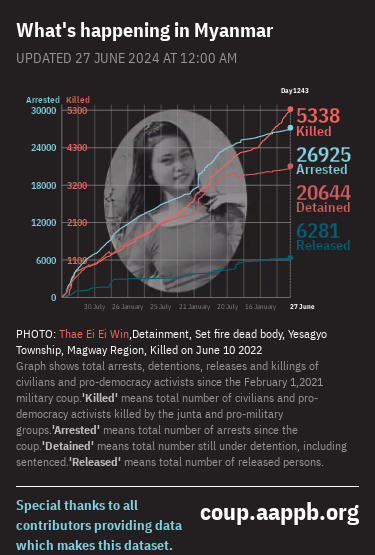 What's happening in Myanmar
UPDATED 27 JUNE 2024 AT 12:00 AM
Day1243
Arrested Killed
30000 5300
24000 4300
18000 3200
12000 2100
6000 1100
0
5338
Killed
26925
Arrested
20644
Detained
6281
Released
30 July 26 January 25 July 21 January 20 July 16 January 27 June
PHOTO: Thae Ei Ei Win,Detainment, Set fire dead body, Yesagyo
Township, Magway Region, Killed on June 10 2022
Graph shows total arrests, detentions, releases and killings of
civilians and pro-democracy activists since the February 1,2021
military coup.'Killed' means total number of civilians and pro-
democracy activists killed by the junta and pro-military
groups.'Arrested' means total number of arrests since the
coup.'Detained' means total number still under detention, including
sentenced.'Released' means total number of released persons.
Special thanks to all
contributors providing data
which makes this dataset.
coup.aappb.org